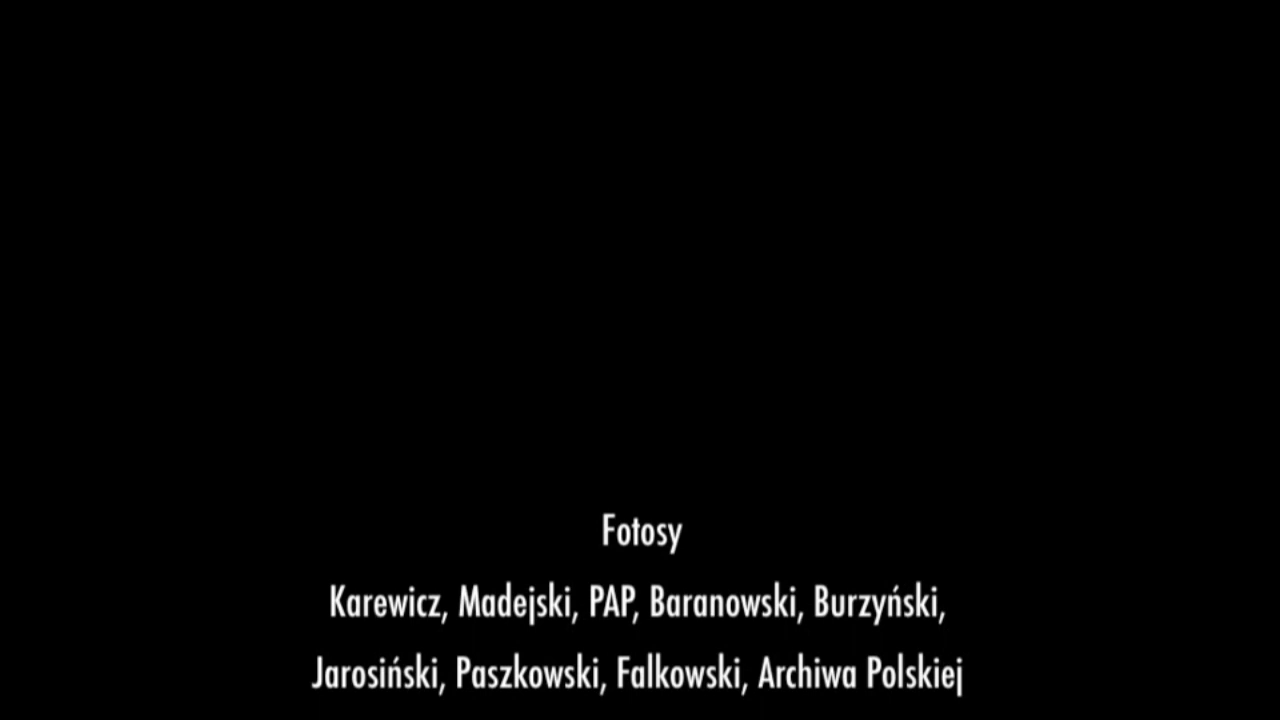 Fotosy
Karewicz, Madejski, PAP, Baranowski, Burzyński,
Jarosiński, Paszkowski, Falkowski, Archiwa Polskiej